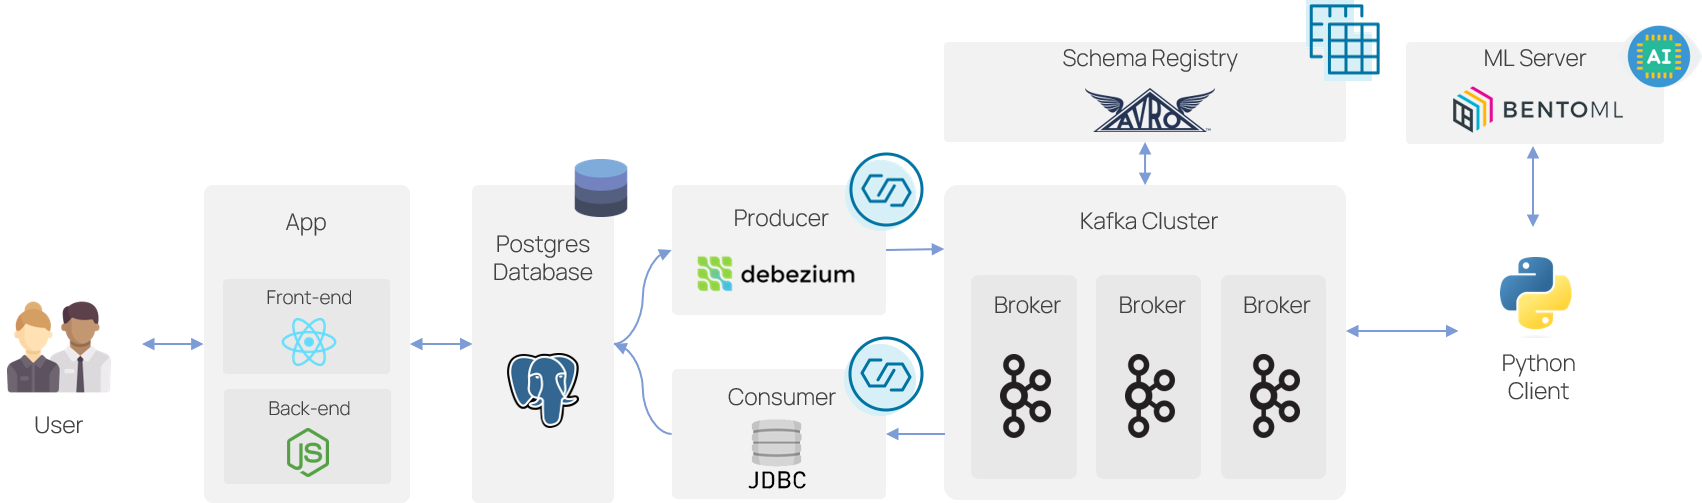 User
App
Front-end
Back-end
JS
Postgres
Database
Producer
debezium
Consumer
JDBC
Schema Registry
AVRO
Kafka Cluster
Broker
Broker
Broker
ML Server
AI
BENTOML
Python
Client